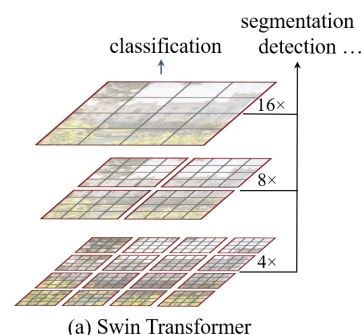 segmentation
classification detection ...
16×
8×
4×
(a) Swin Transformer